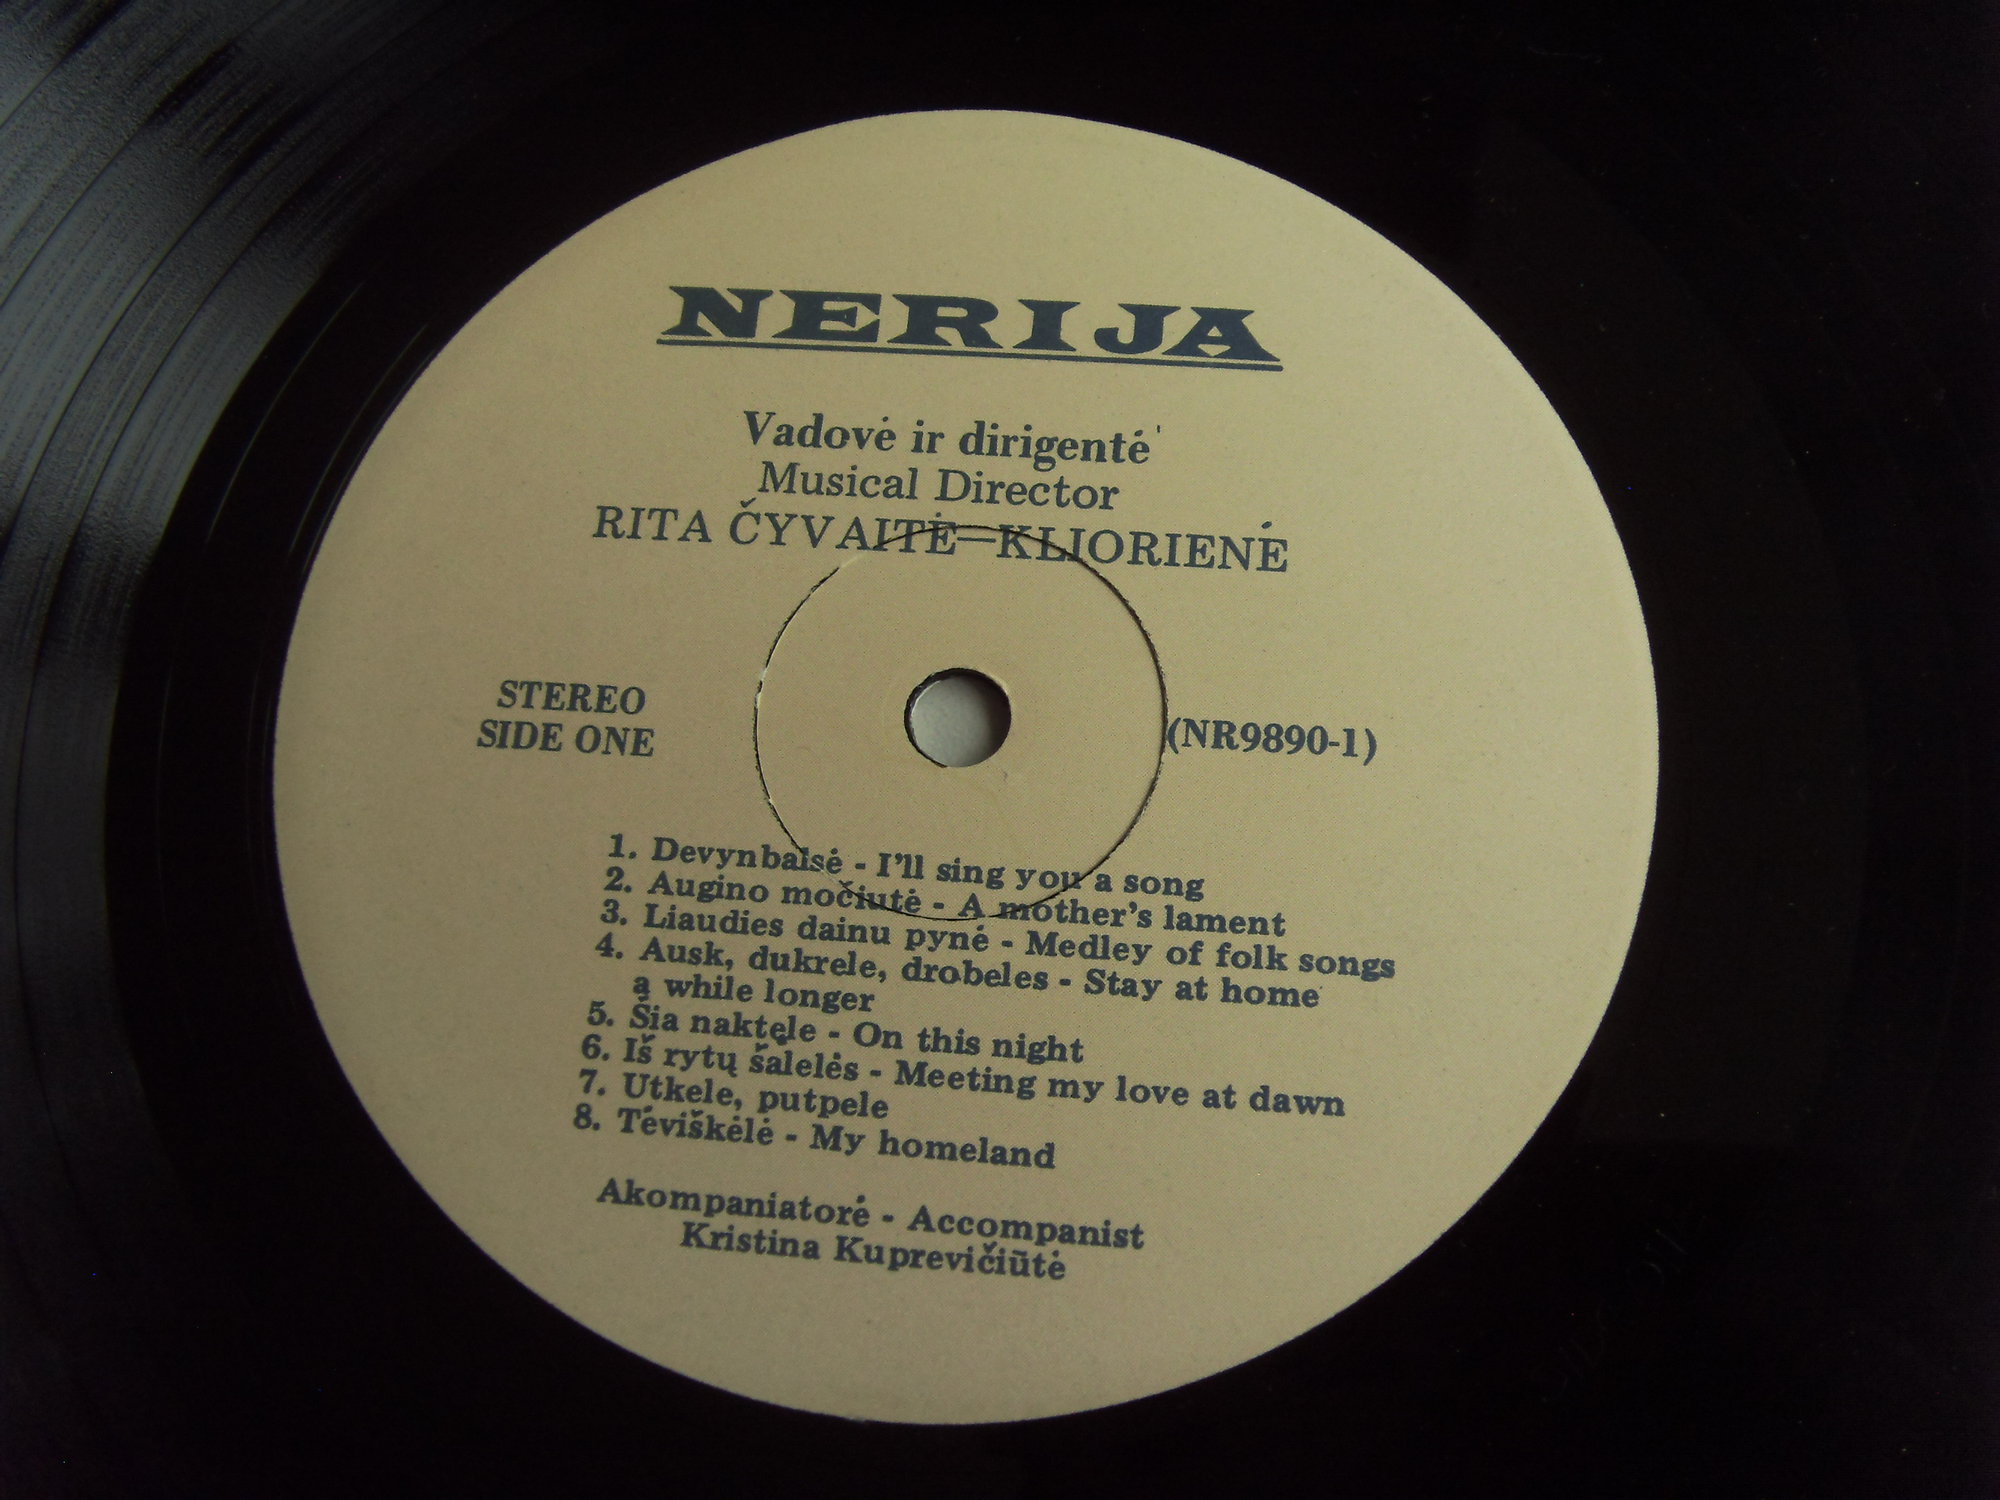 NERIJA
Vadovė ir dirigentė
Musical Director
RITA ČYVAITĖ—KLIORIENĖ
STEREO
SIDE ONE
(NR9890-1)
1. Devynbalsė - I'll sing you a song
2. Augino močiutė - A mother's lament
3. Liaudies dainu pynė - Medley of folk songs
4. Ausk, dukrele, drobeles - Stay at home
a while longer
5. Šia naktęle - On this night
6. Iš rytų šalelės - Meeting my love at dawn
7. Utkele, putpele
8. Tėviškėlė - My homeland
Akompaniatorė - Accompanist
Kristina Kuprevičiūtė